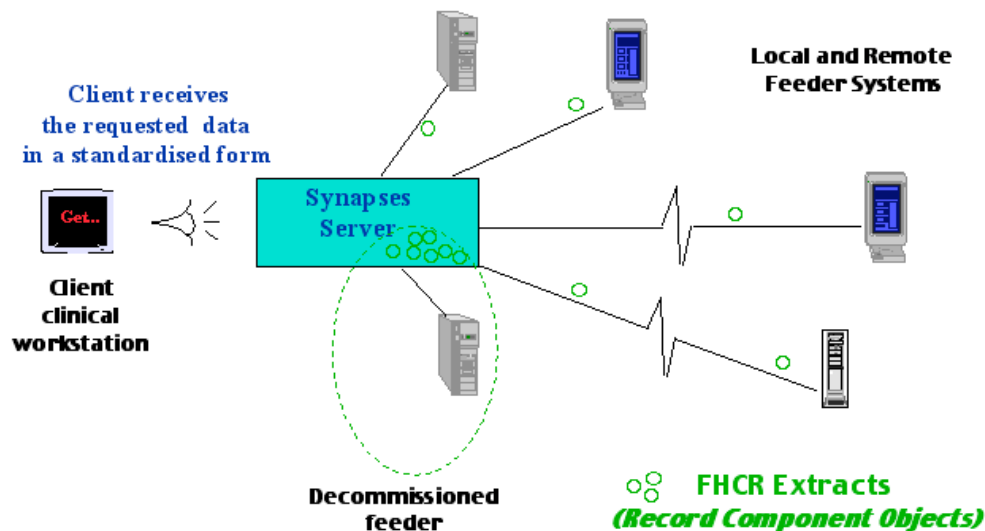 Local and Remote
Feeder Systems
Client receives
the requested data
in a standardised form
Get..
Synapses
Server
Client
clinical
workstation
Decommissioned
feeder
FHCR Extracts
(Record Component Objects)